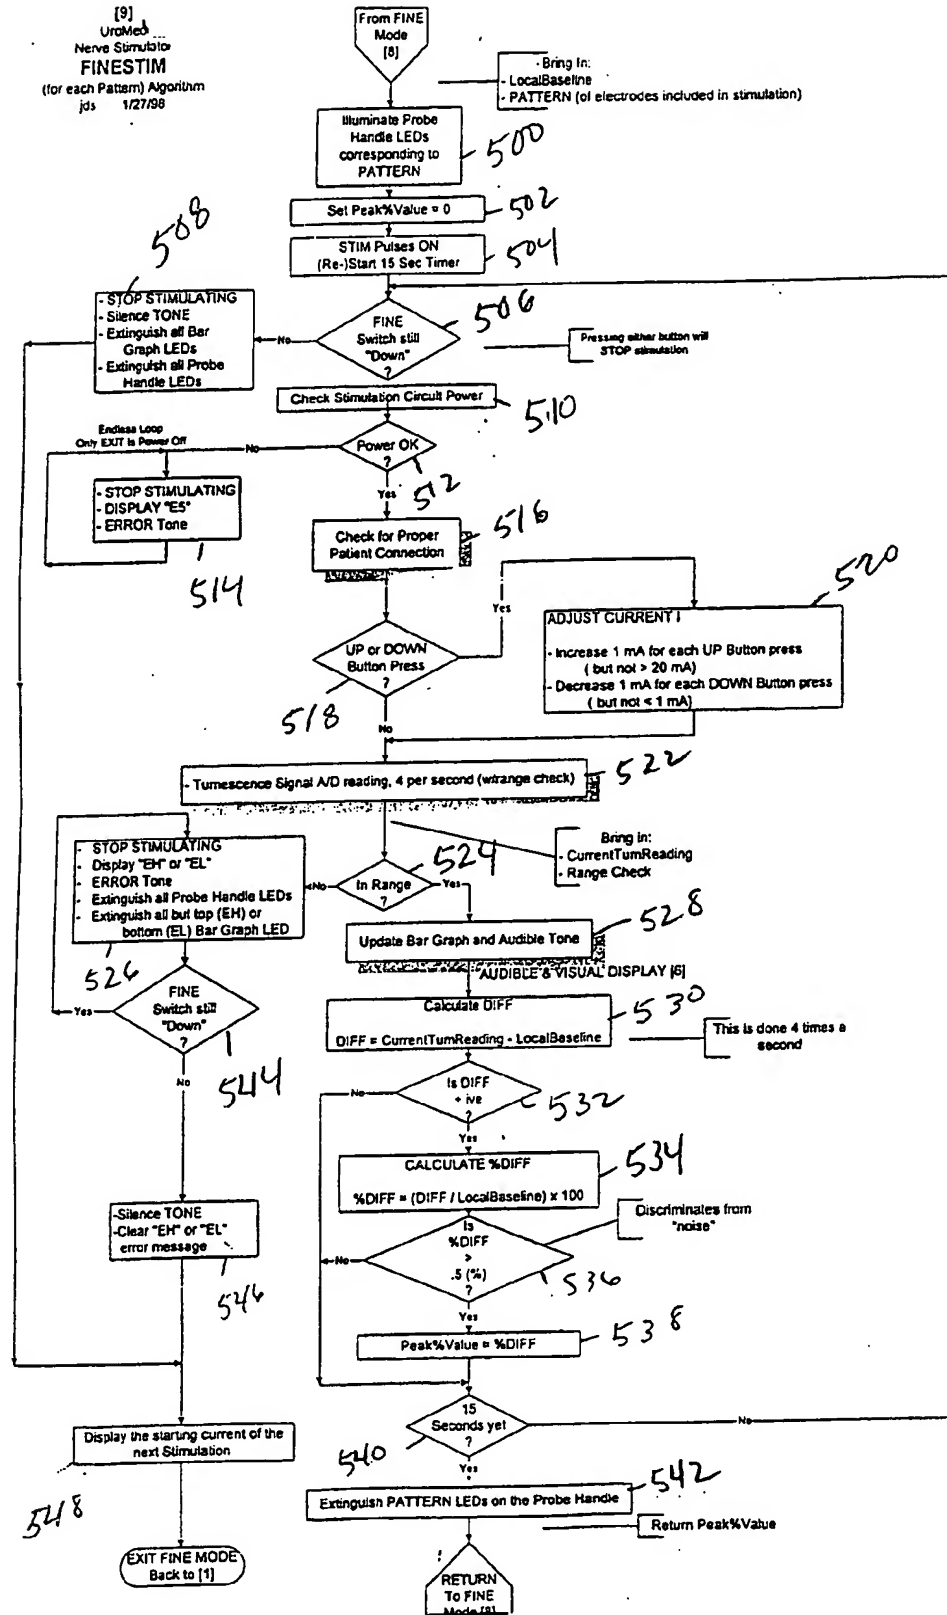 [9]
UroMed
Nerve Stimulator
FINESTIM
(for each Pattern) Algorithm
jds 1/27/98
From FINE
Mode
[8]
- Bring In:
- LocalBaseline
- PATTERN (of electrodes included in stimulation)
Illuminate Probe
Handle LEDs
corresponding to
PATTERN
500
Set Peak%Value = 0
502
STIM Pulses ON
(Re-)Start 15 Sec Timer
504
508
- STOP STIMULATING
- Silence TONE
- Extinguish all Bar
Graph LEDs
- Extinguish all Probe
Handle LEDs
No
FINE
Switch still
"Down"
?
506
Pressing either button will
STOP stimulation
Check Stimulation Circuit Power
510
Endless Loop
Only EXIT is Power Off
No
Power OK
?
512
Yes
- STOP STIMULATING
- DISPLAY "E5"
- ERROR Tone
514
Check for Proper
Patient Connection
516
Yes
520
UP or DOWN
Button Press
?
518
No
ADJUST CURRENT I
- Increase 1 mA for each UP Button press
( but not > 20 mA)
- Decrease 1 mA for each DOWN Button press
( but not < 1 mA)
- Tumescence Signal A/D reading, 4 per second (w/range check)
522
- STOP STIMULATING
- Display "EH" or "EL"
- ERROR Tone
- Extinguish all Probe Handle LEDs
- Extinguish all but top (EH) or
bottom (EL) Bar Graph LED
526
No
In Range
?
524
Yes
Bring In:
- CurrentTumReading
- Range Check
Update Bar Graph and Audible Tone
528
AUDIBLE & VISUAL DISPLAY [6]
Yes
FINE
Switch still
"Down"
?
544
No
Calculate DIFF
DIFF = CurrentTumReading - LocalBaseline
530
This is done 4 times a
second
No
Is DIFF
+ ive
?
532
Yes
CALCULATE %DIFF
%DIFF = (DIFF / LocalBaseline) x 100
534
-Silence TONE
-Clear "EH" or "EL"
error message
546
No
Is
%DIFF
>
.5 (%)
?
536
Discriminates from
"noise"
Yes
Peak%Value = %DIFF
538
15
Seconds yet
?
540
No
Yes
Display the starting current of the
next Stimulation
548
Extinguish PATTERN LEDs on the Probe Handle
542
Return Peak%Value
EXIT FINE MODE
Back to [1]
RETURN
To FINE
Mode [8]